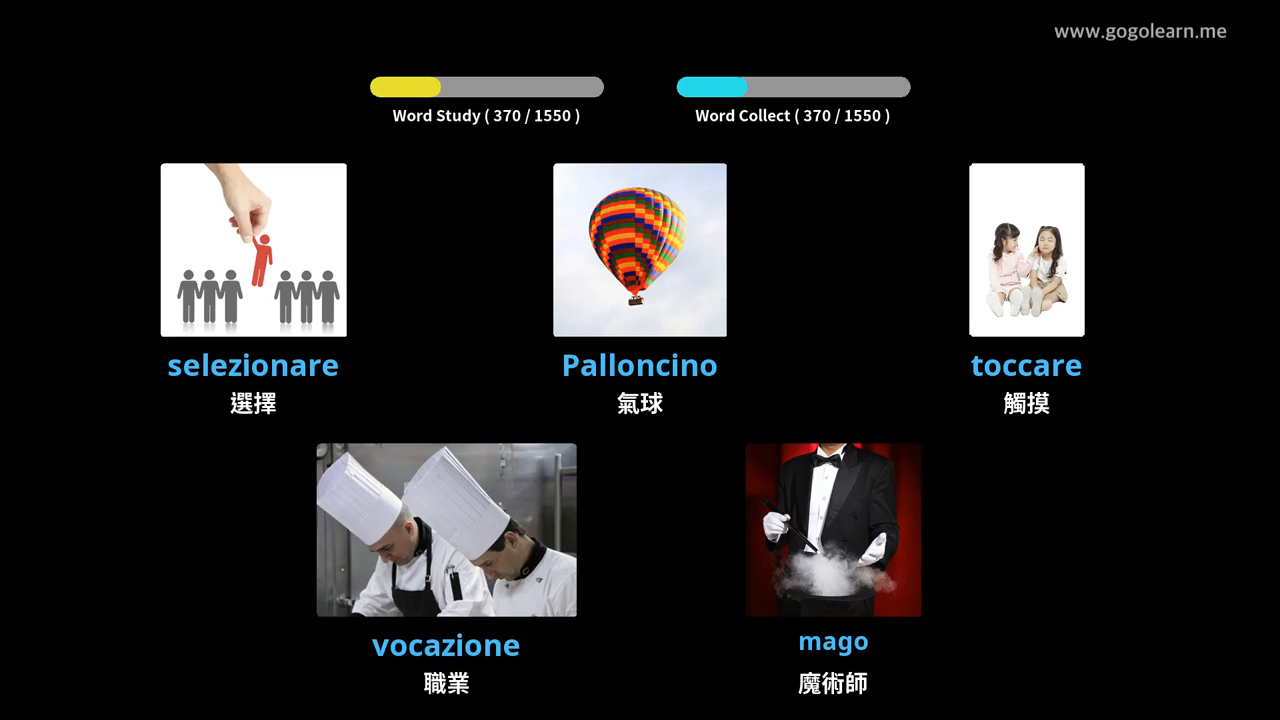 www.gogolearn.me
Word Study ( 370 / 1550 )
Word Collect ( 370 / 1550 )
selezionare
選擇
Palloncino
氣球
toccare
觸摸
vocazione
職業
mago
魔術師